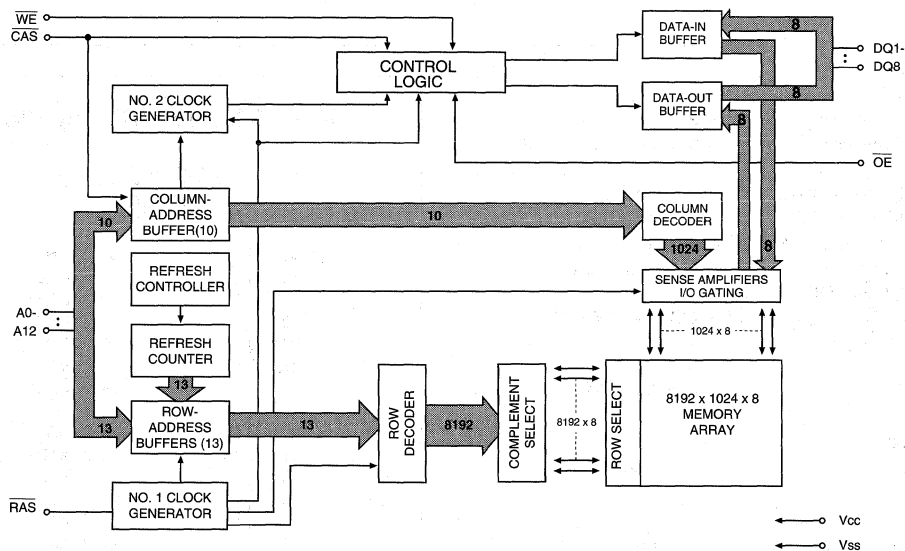 WE
CAS
CONTROL
LOGIC
DATA-IN
BUFFER
8
DQ1-
DQ8
DATA-OUT
BUFFER
8
8
NO. 2 CLOCK
GENERATOR
OE
COLUMN-
ADDRESS
BUFFER(10)
10
10
COLUMN
DECODER
1024
8
REFRESH
CONTROLLER
SENSE AMPLIFIERS
I/O GATING
A0-
A12
REFRESH
COUNTER
1024 x 8
13
ROW-
ADDRESS
BUFFERS (13)
13
13
ROW
DECODER
8192
COMPLEMENT
SELECT
8192 x 8
ROW SELECT
8192 x 1024 x 8
MEMORY
ARRAY
RAS
NO. 1 CLOCK
GENERATOR
Vcc
Vss